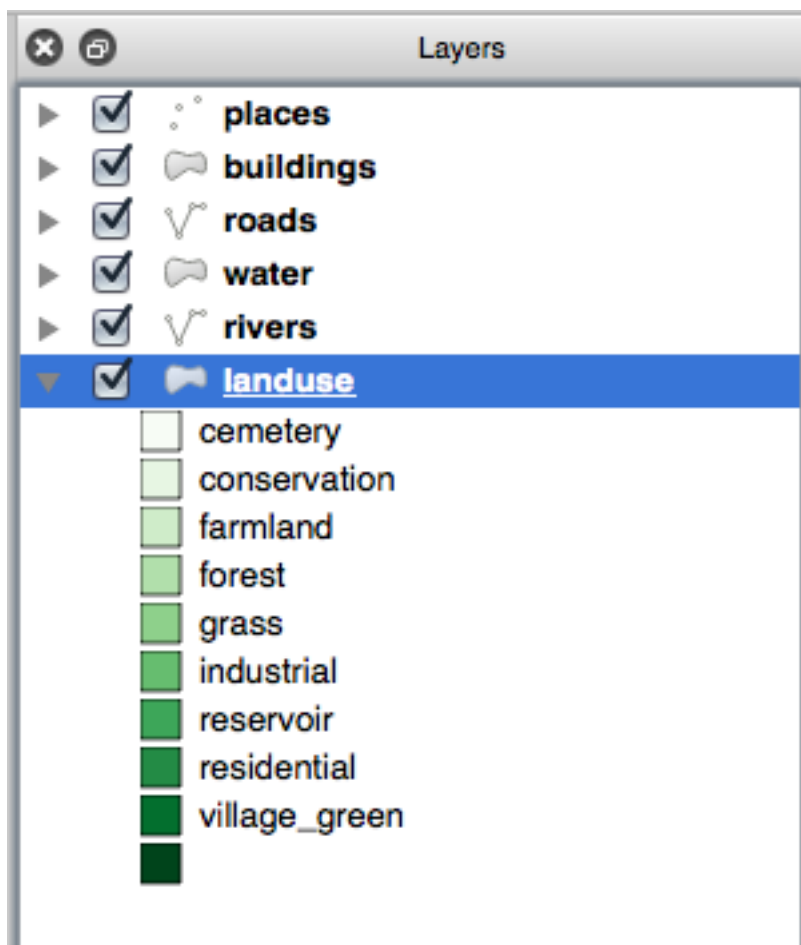 Layers
places
buildings
roads
water
rivers
landuse
cemetery
conservation
farmland
forest
grass
industrial
reservoir
residential
village_green